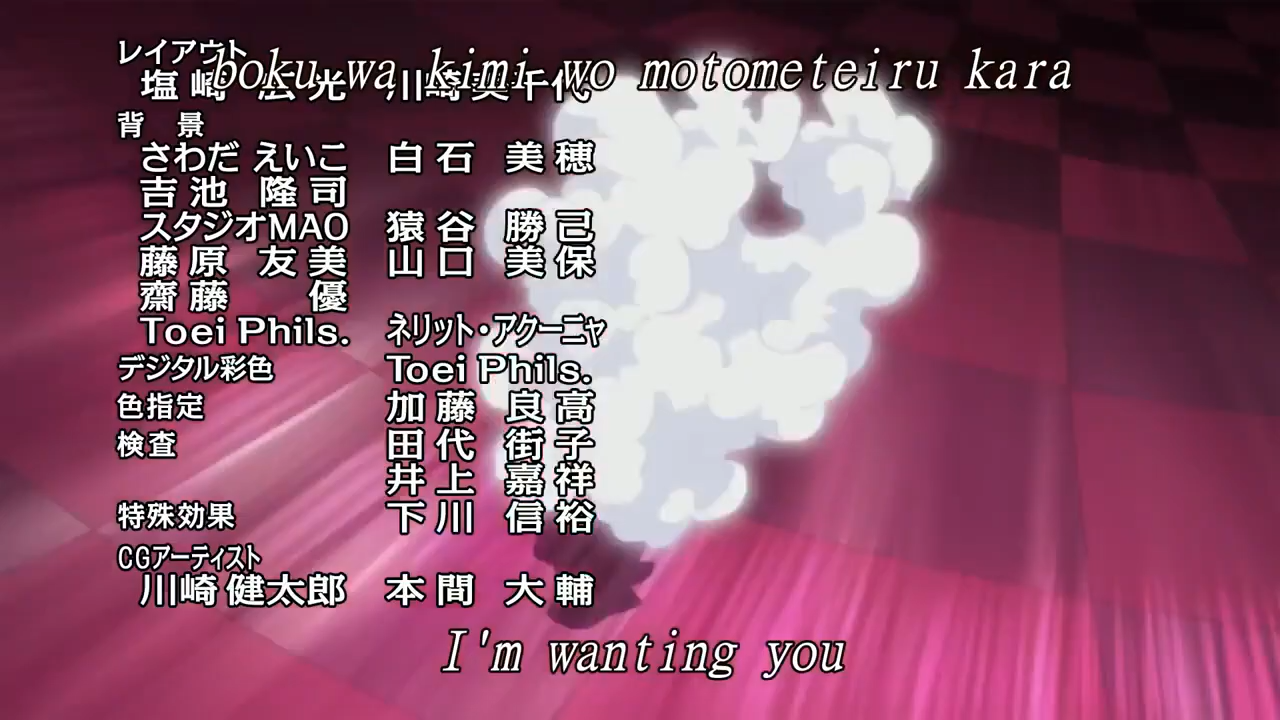 boku wa kimi wo motometeiru kara
レイアウト
塩崎 広光 川崎美千代
背 景
さわだ えいこ 白石 美穂
吉池 隆司
スタジオMAO 猿谷 勝己
藤原 友美 山口 美保
齋藤 優
Toei Phils. ネリット・アクーニャ
デジタル彩色 Toei Phils.
色指定 加藤 良高
検査 田代 街子
井上 嘉祥
特殊効果 下川 信裕
CGアーティスト
川崎 健太郎 本間 大輔
I'm wanting you